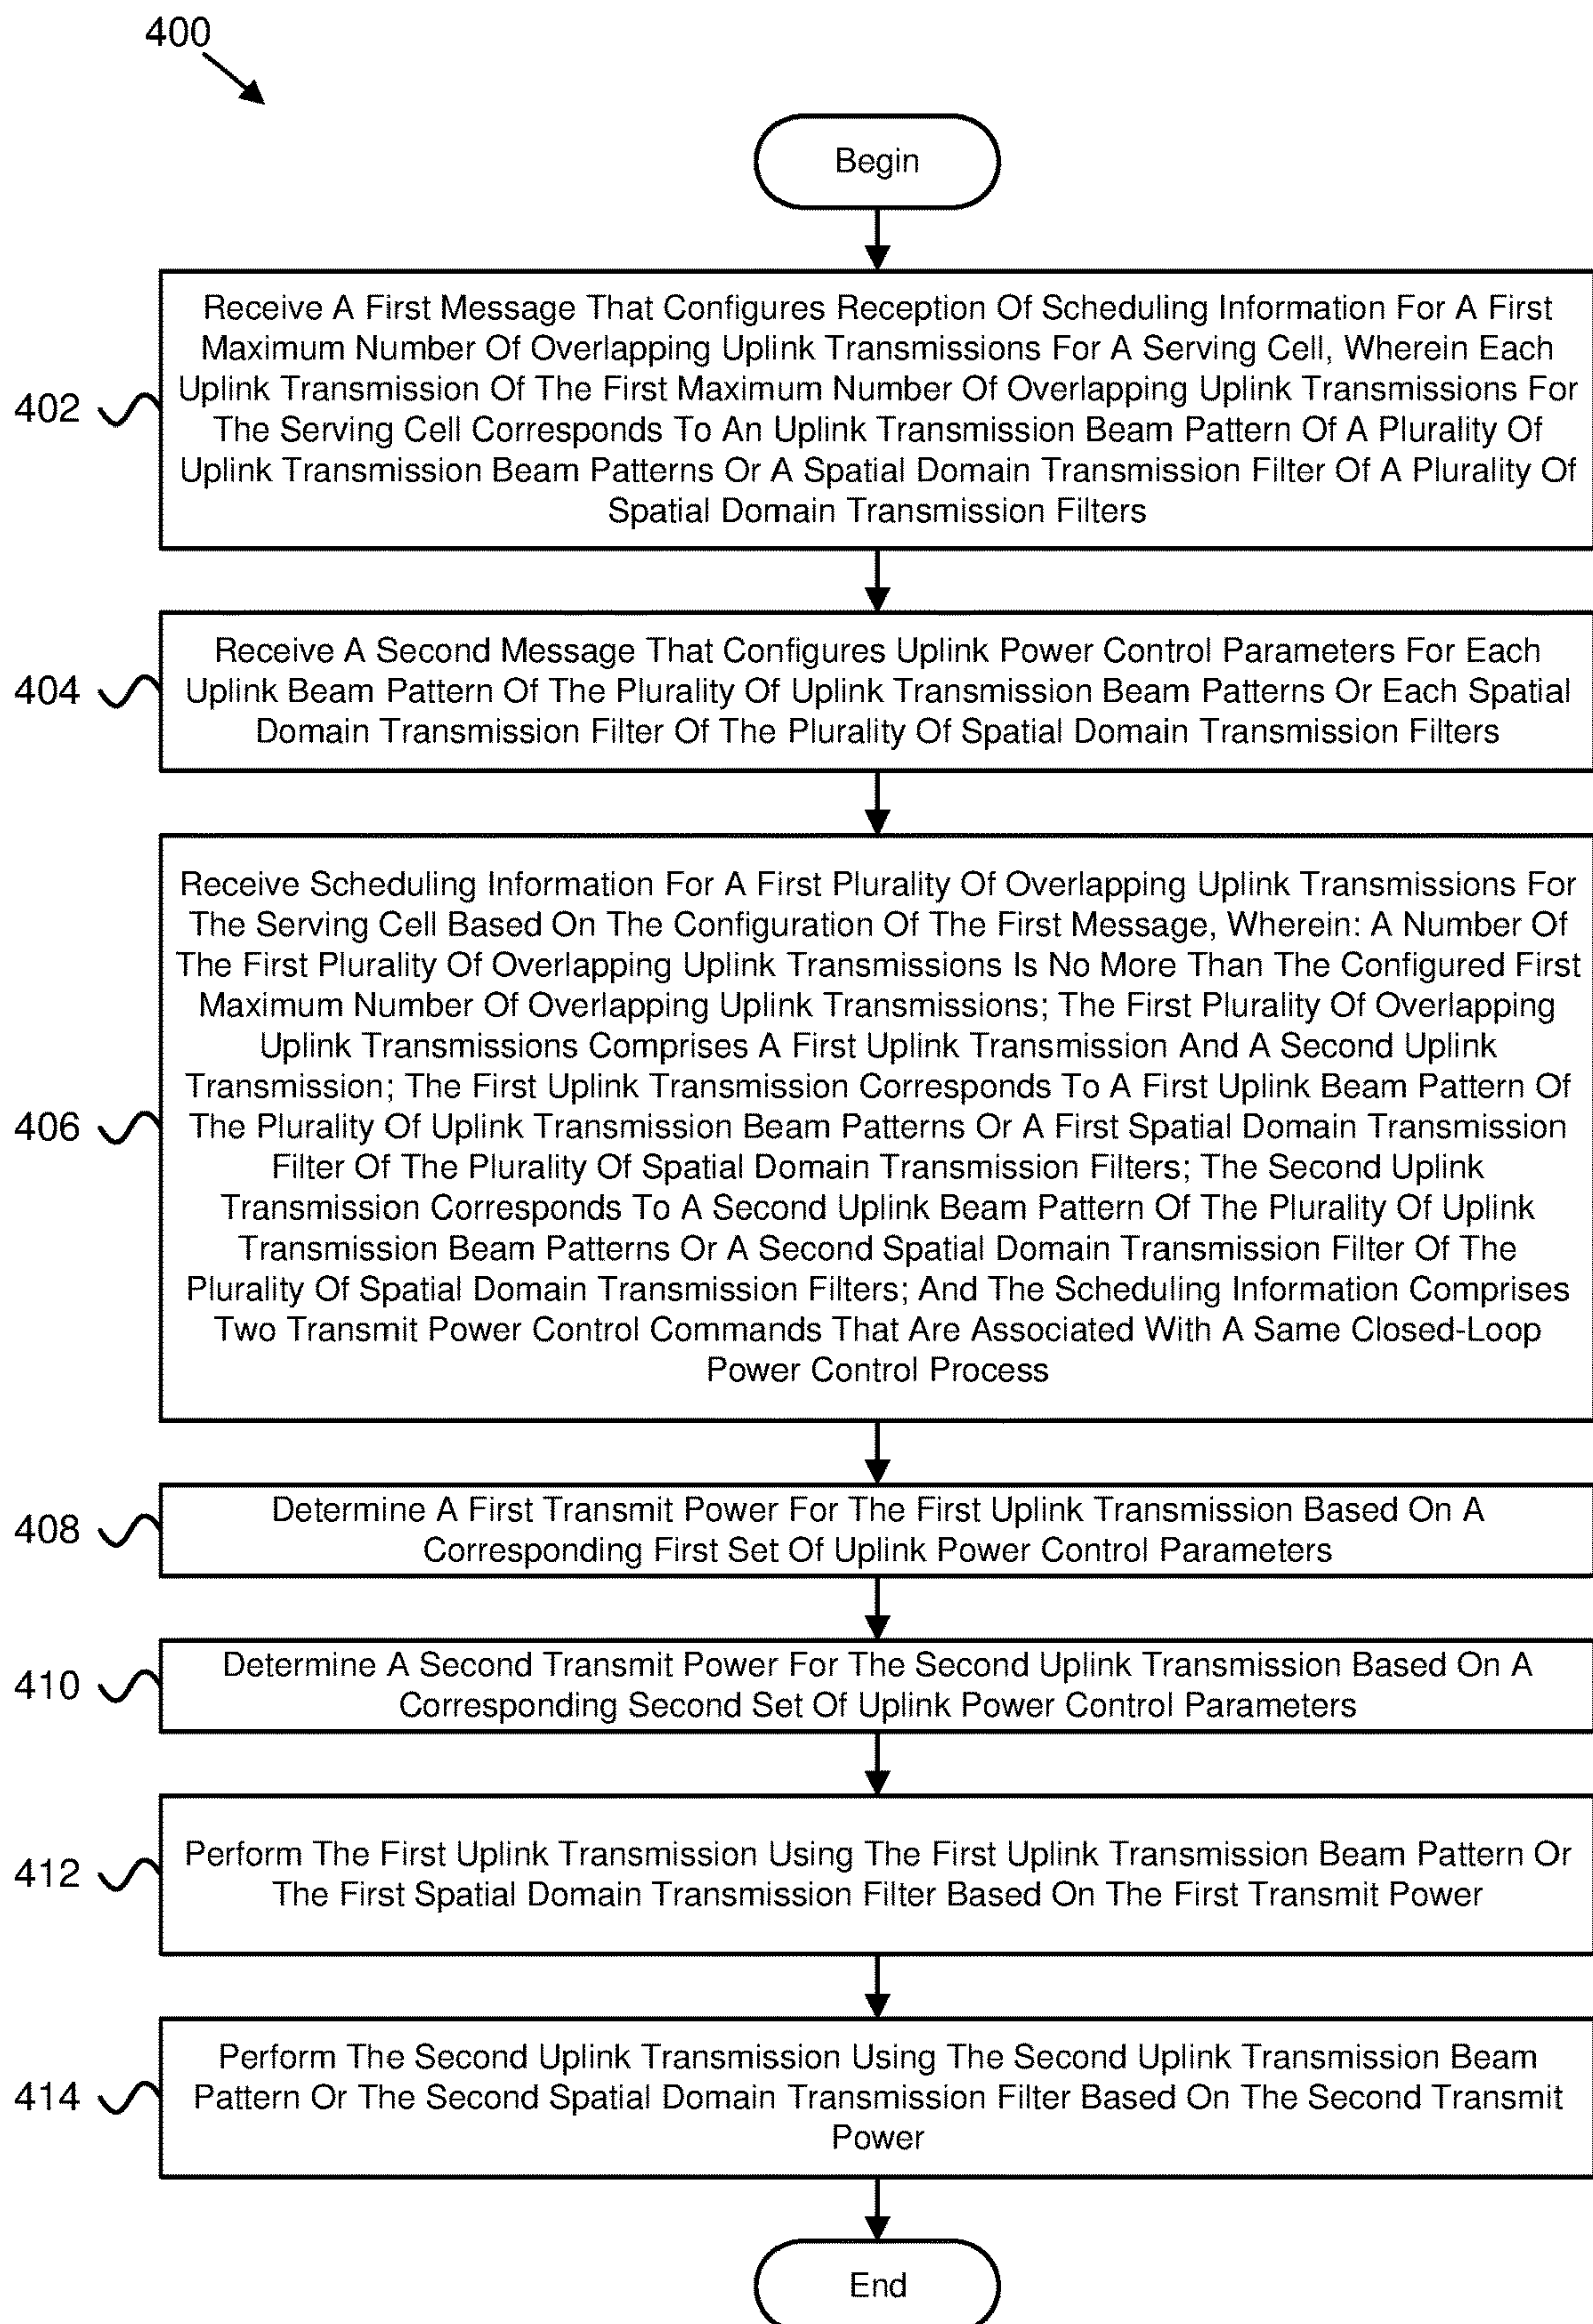 400
Begin
Receive A First Message That Configures Reception Of Scheduling Information For A First
Maximum Number Of Overlapping Uplink Transmissions For A Serving Cell, Wherein Each
Uplink Transmission Of The First Maximum Number Of Overlapping Uplink Transmissions For
The Serving Cell Corresponds To An Uplink Transmission Beam Pattern Of A Plurality Of
Uplink Transmission Beam Patterns Or A Spatial Domain Transmission Filter Of A Plurality Of
Spatial Domain Transmission Filters
402
Receive A Second Message That Configures Uplink Power Control Parameters For Each
Uplink Beam Pattern Of The Plurality Of Uplink Transmission Beam Patterns Or Each Spatial
Domain Transmission Filter Of The Plurality Of Spatial Domain Transmission Filters
404
Receive Scheduling Information For A First Plurality Of Overlapping Uplink Transmissions For
The Serving Cell Based On The Configuration Of The First Message, Wherein: A Number Of
The First Plurality Of Overlapping Uplink Transmissions Is No More Than The Configured First
Maximum Number Of Overlapping Uplink Transmissions; The First Plurality Of Overlapping
Uplink Transmissions Comprises A First Uplink Transmission And A Second Uplink
Transmission; The First Uplink Transmission Corresponds To A First Uplink Beam Pattern Of
The Plurality Of Uplink Transmission Beam Patterns Or A First Spatial Domain Transmission
Filter Of The Plurality Of Spatial Domain Transmission Filters; The Second Uplink
Transmission Corresponds To A Second Uplink Beam Pattern Of The Plurality Of Uplink
Transmission Beam Patterns Or A Second Spatial Domain Transmission Filter Of The
Plurality Of Spatial Domain Transmission Filters; And The Scheduling Information Comprises
Two Transmit Power Control Commands That Are Associated With A Same Closed-Loop
Power Control Process
406
Determine A First Transmit Power For The First Uplink Transmission Based On A
Corresponding First Set Of Uplink Power Control Parameters
408
Determine A Second Transmit Power For The Second Uplink Transmission Based On A
Corresponding Second Set Of Uplink Power Control Parameters
410
Perform The First Uplink Transmission Using The First Uplink Transmission Beam Pattern Or
The First Spatial Domain Transmission Filter Based On The First Transmit Power
412
Perform The Second Uplink Transmission Using The Second Uplink Transmission Beam
Pattern Or The Second Spatial Domain Transmission Filter Based On The Second Transmit
Power
414
End